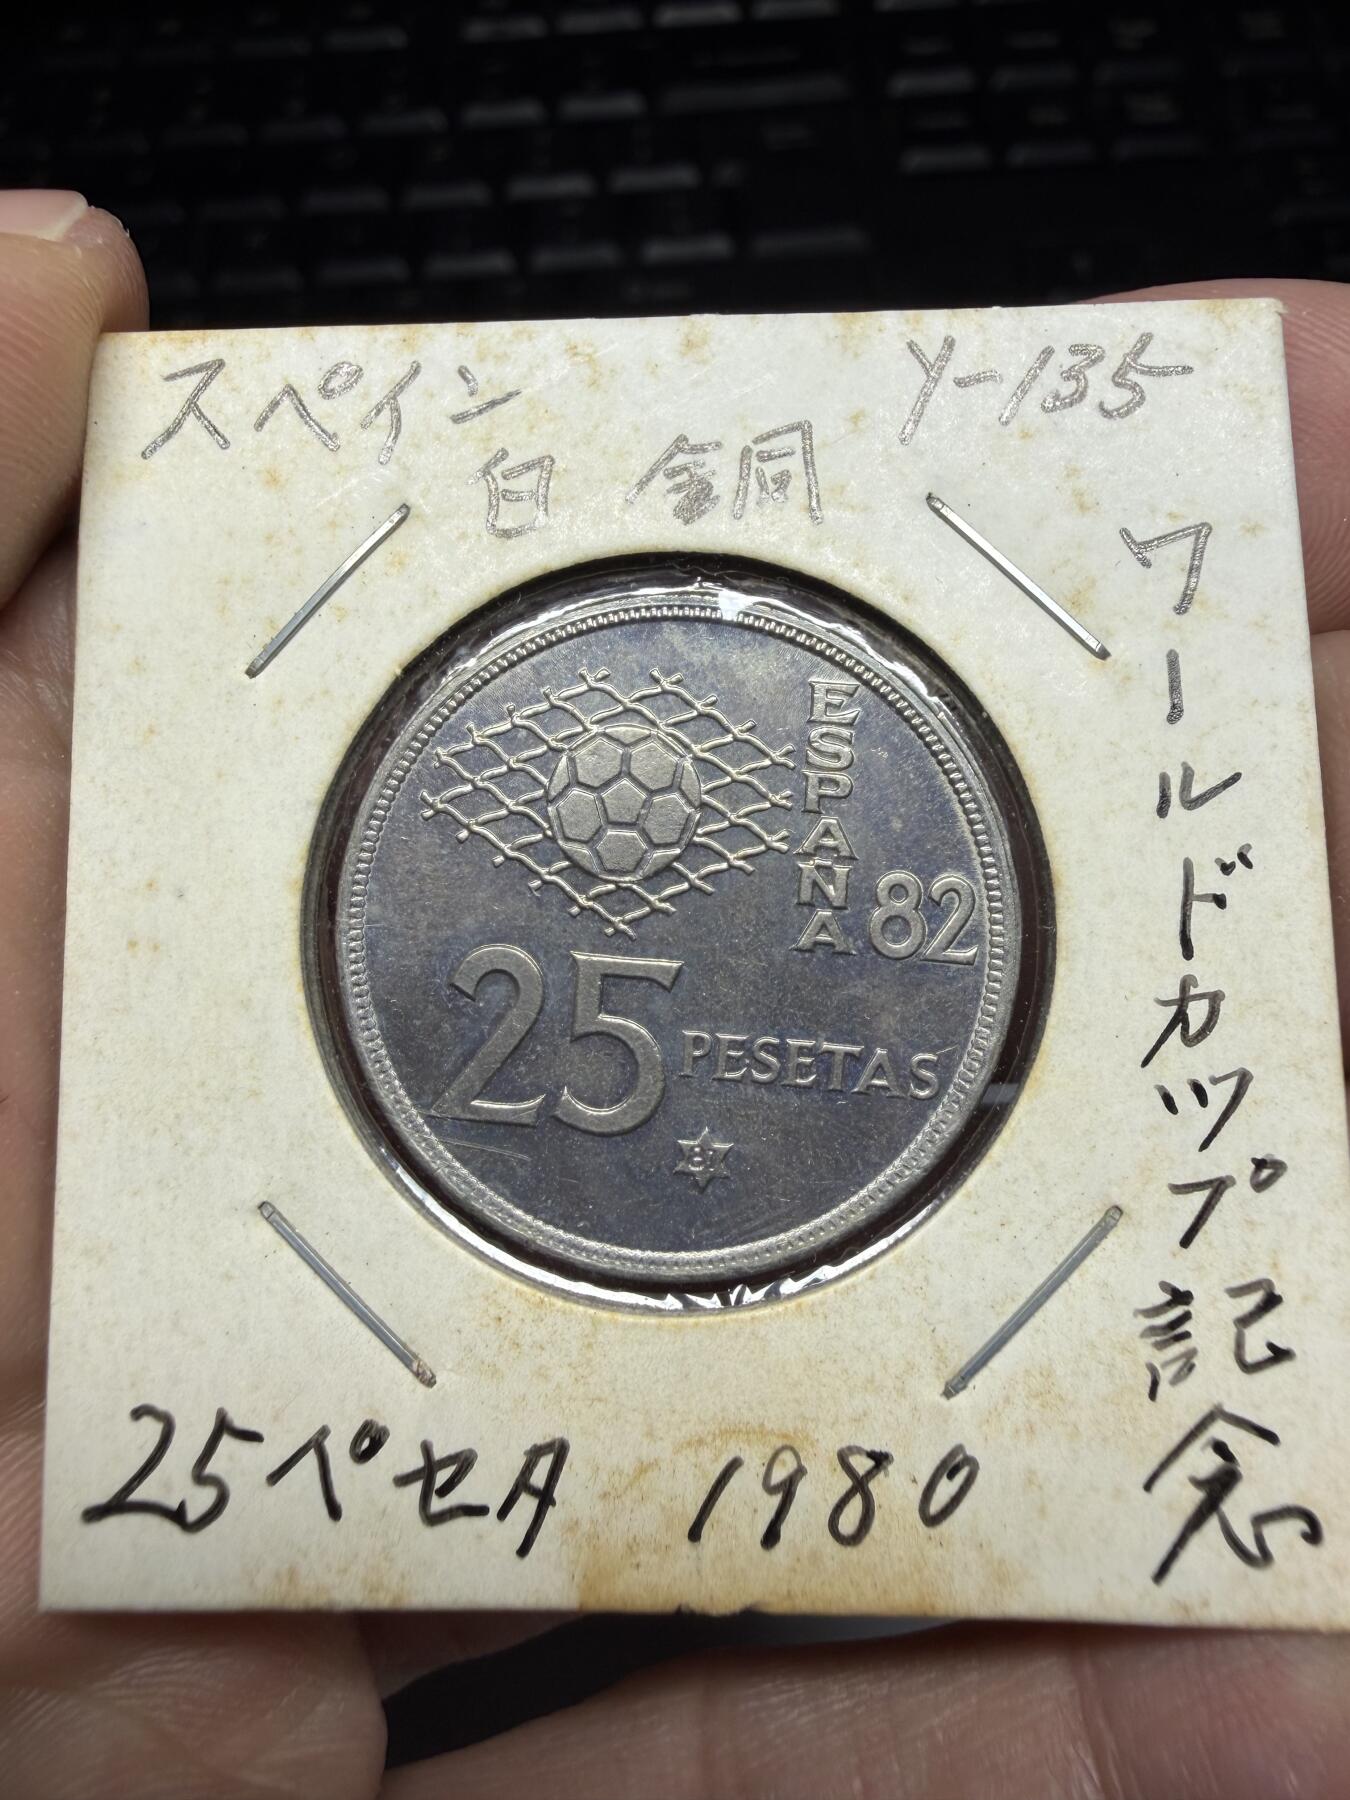 スペイン Y-135
白銅
ワールドカップ記念
ESPAÑA
82
25 PESETAS
81
25ペセタ 1980